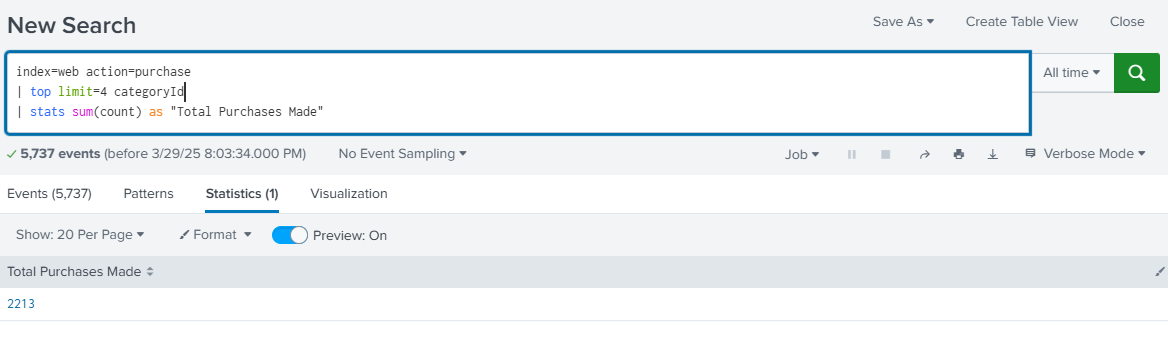 New Search
Save As Create Table View Close
index=web action=purchase
| top limit=4 categoryId
| stats sum(count) as "Total Purchases Made"
All time
5,737 events (before 3/29/25 8:03:34.000 PM) No Event Sampling Job Verbose Mode
Events (5,737) Patterns Statistics (1) Visualization
Show: 20 Per Page Format Preview: On
Total Purchases Made
2213